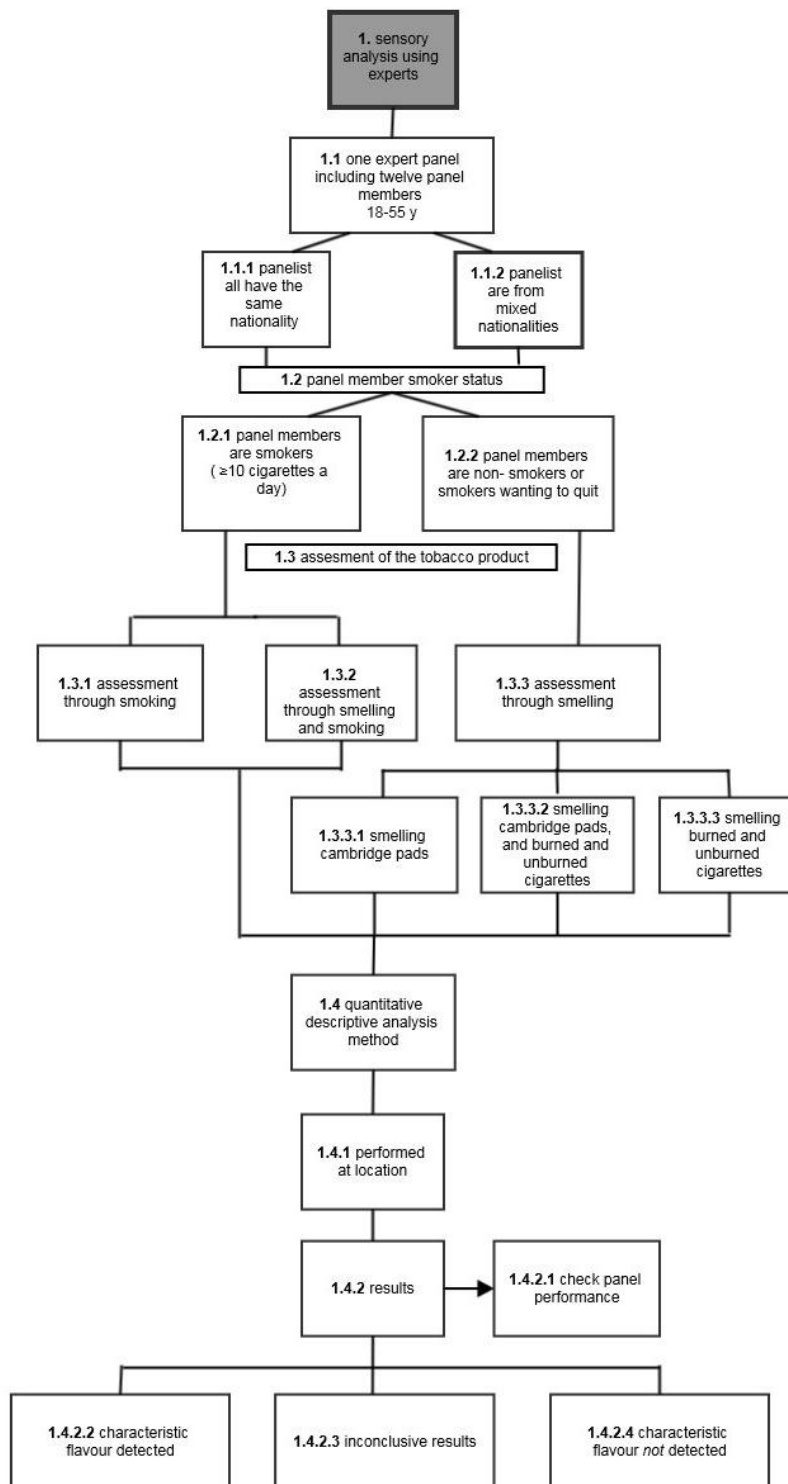 1. sensory
analysis using
experts
1.1 one expert panel
including twelve panel
members
18-55 y
1.1.1 panelist
all have the
same
nationality
1.1.2 panelist
are from
mixed
nationalities
1.2 panel member smoker status
1.2.1 panel members
are smokers
( ≥10 cigarettes a
day)
1.2.2 panel members
are non- smokers or
smokers wanting to quit
1.3 assesment of the tobacco product
1.3.1 assessment
through smoking
1.3.2
assessment
through smelling
and smoking
1.3.3 assessment
through smelling
1.3.3.1 smelling
cambridge pads
1.3.3.2 smelling
cambridge pads,
and burned and
unburned
cigarettes
1.3.3.3 smelling
burned and
unburned
cigarettes
1.4 quantitative
descriptive analysis
method
1.4.1 performed
at location
1.4.2 results
1.4.2.1 check panel
performance
1.4.2.2 characteristic
flavour detected
1.4.2.3 inconclusive results
1.4.2.4 characteristic
flavour not detected